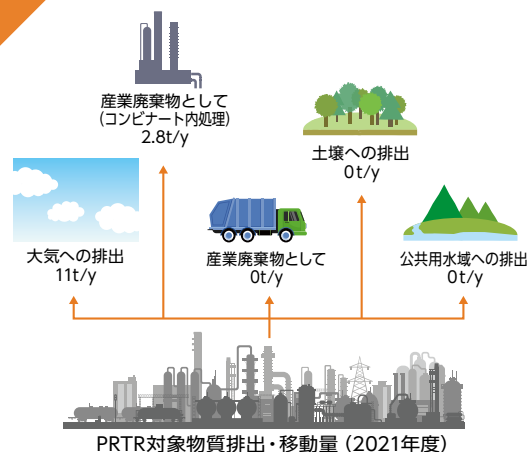 産業廃棄物として
(コンビナート内処理)
2.8t/y
土壌への排出
0t/y
大気への排出
11t/y
産業廃棄物として
0t/y
公共用水域への排出
0t/y
PRTR対象物質排出・移動量（2021年度）